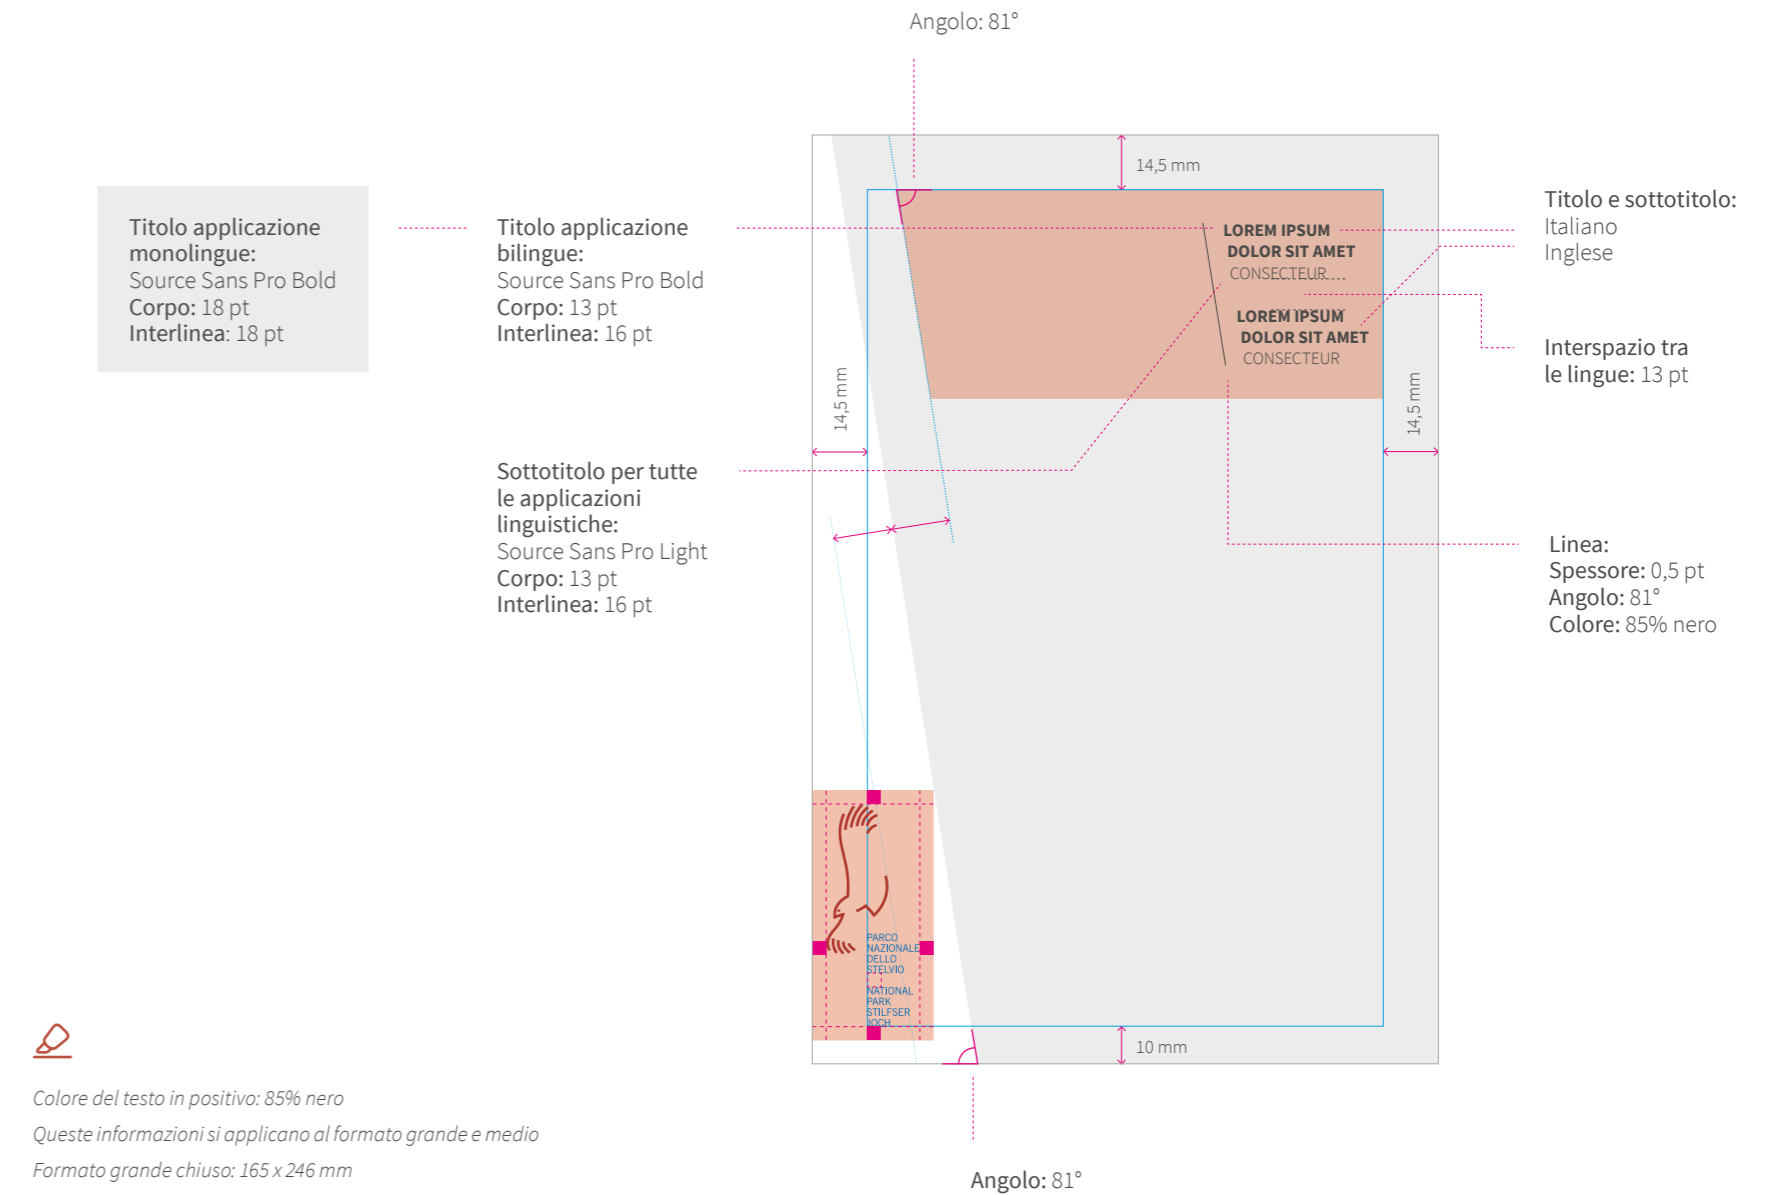 Angolo: 81°
14,5 mm
Titolo applicazione
monolingue:
Source Sans Pro Bold
Corpo: 18 pt
Interlinea: 18 pt
Titolo applicazione
bilingue:
Source Sans Pro Bold
Corpo: 13 pt
Interlinea: 16 pt
LOREM IPSUM
DOLOR SIT AMET
CONSECTEUR
LOREM IPSUM
DOLOR SIT AMET
CONSECTEUR
Titolo e sottotitolo:
Italiano
Inglese
Interspazio tra
le lingue: 13 pt
14,5 mm
14,5 mm
Sottotitolo per tutte
le applicazioni
linguistiche:
Source Sans Pro Light
Corpo: 13 pt
Interlinea: 16 pt
Linea:
Spessore: 0,5 pt
Angolo: 81°
Colore: 85% nero
PARCO
NAZIONALE
DELLO
STELVIO
NATIONAL
PARK
STILFSER
JOCH
10 mm
Colore del testo in positivo: 85% nero
Queste informazioni si applicano al formato grande e medio
Formato grande chiuso: 165 x 246 mm
Angolo: 81°